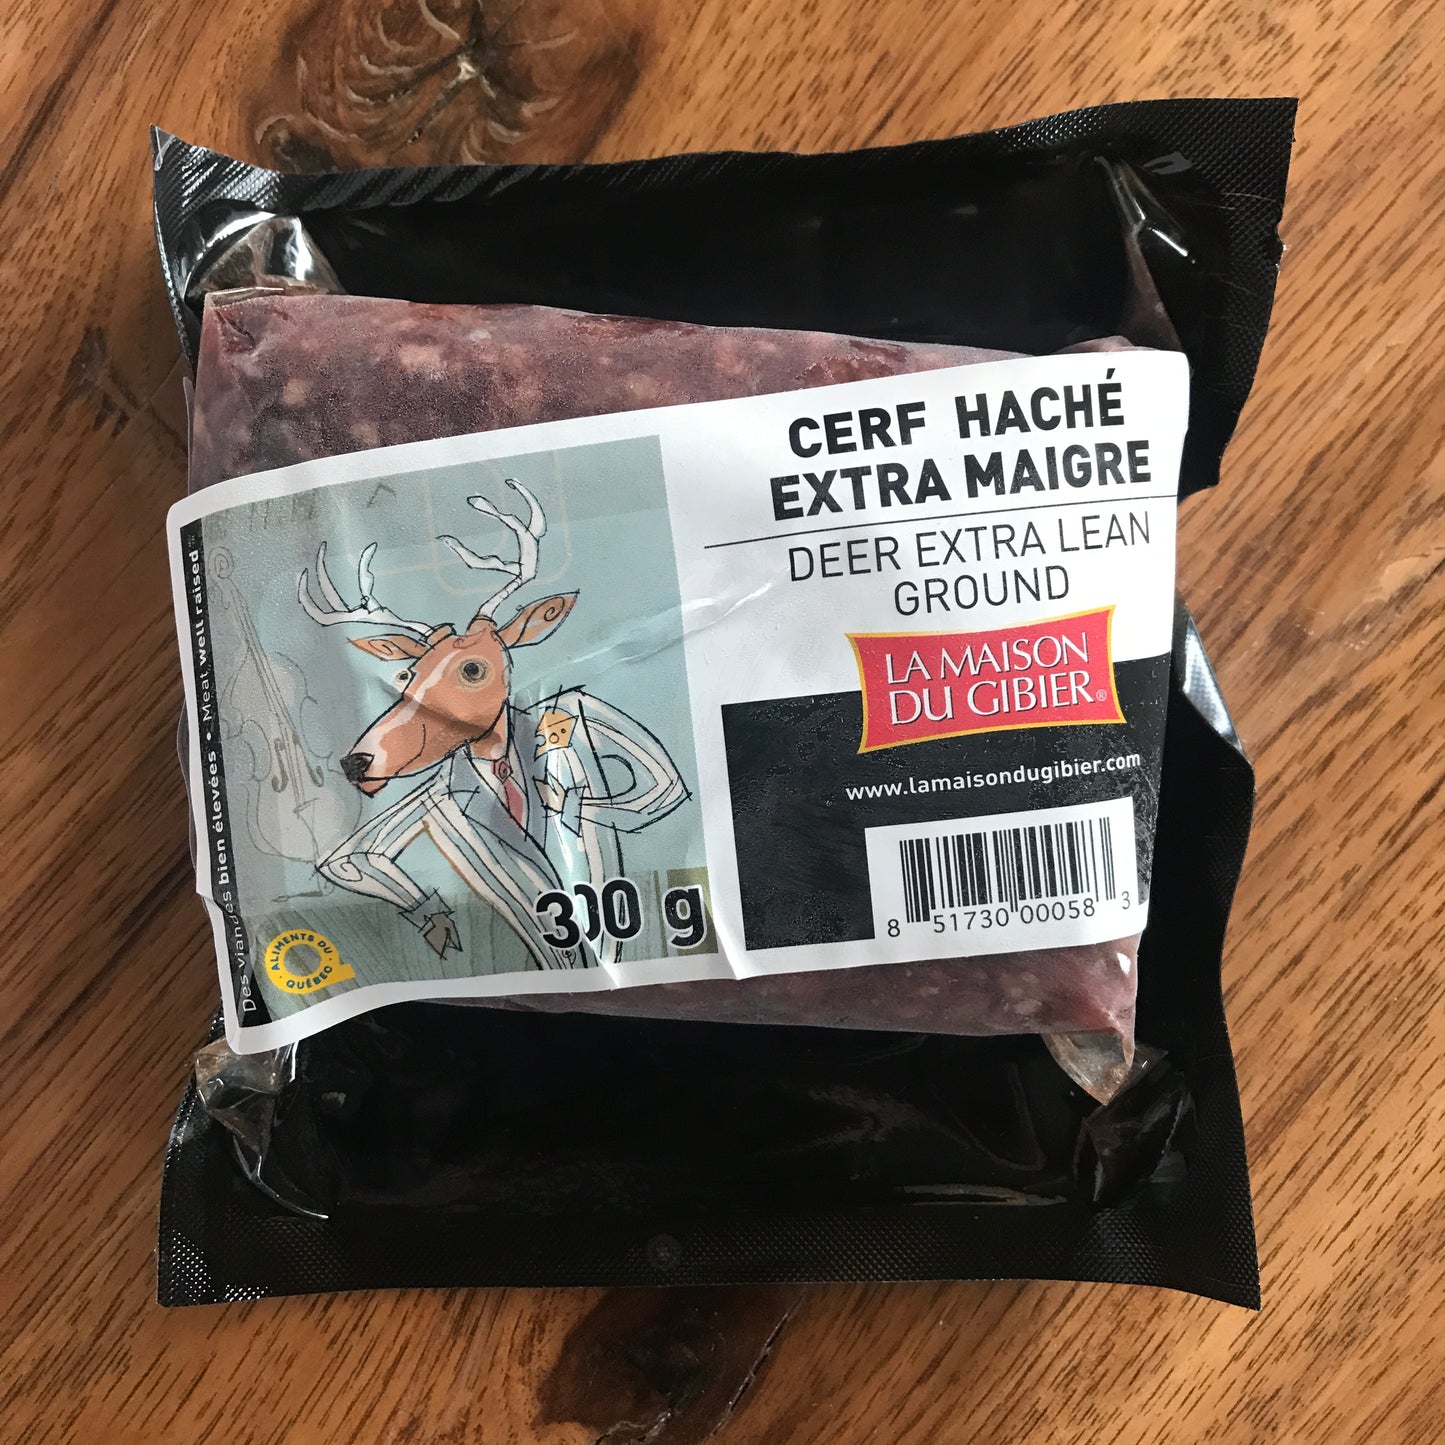 CERF HACHÉ
EXTRA MAIGRE
DEER EXTRA LEAN
GROUND
LA MAISON
DU GIBIER®
www.lamaisondugibier.com
8 51730 00058 3
300 g
Des viandes bien élevées • Meat well raised
ALIMENTS DU
QUÉBEC